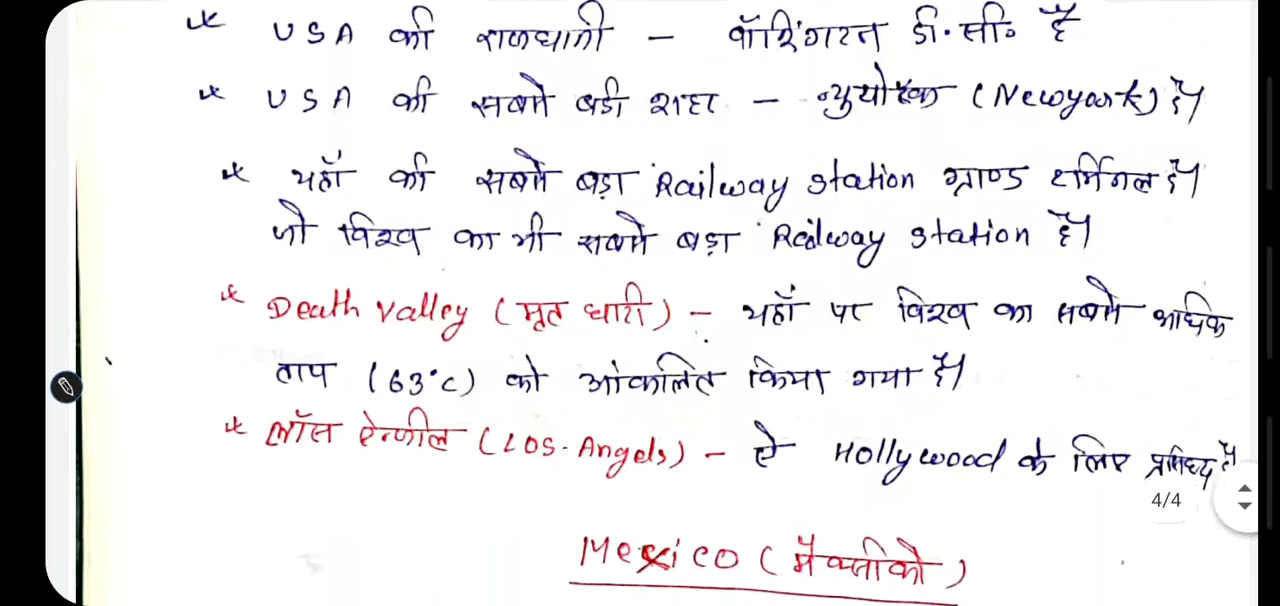 * USA की राजधानी - वॉशिंगटन डी.सी॰ है
* USA की सबसे बडी शहर - न्युयोर्क (Newyork) है।
* यहाँ की सबसे बड़ा Railway station ग्राण्ड टर्मिनल है।
जो विश्व का भी सबसे बड़ा Railway station है।
* Death Valley (मृत घाटी) - यहाँ पर विश्व का सबसे अधिक
ताप (63°C) को आंकलित किया गया है।
* लॉस ऐन्जील (LOS-Angels) - ऐ Hollywood के लिए प्रसिध्द है।
4/4
Mexico (मैक्सीको)